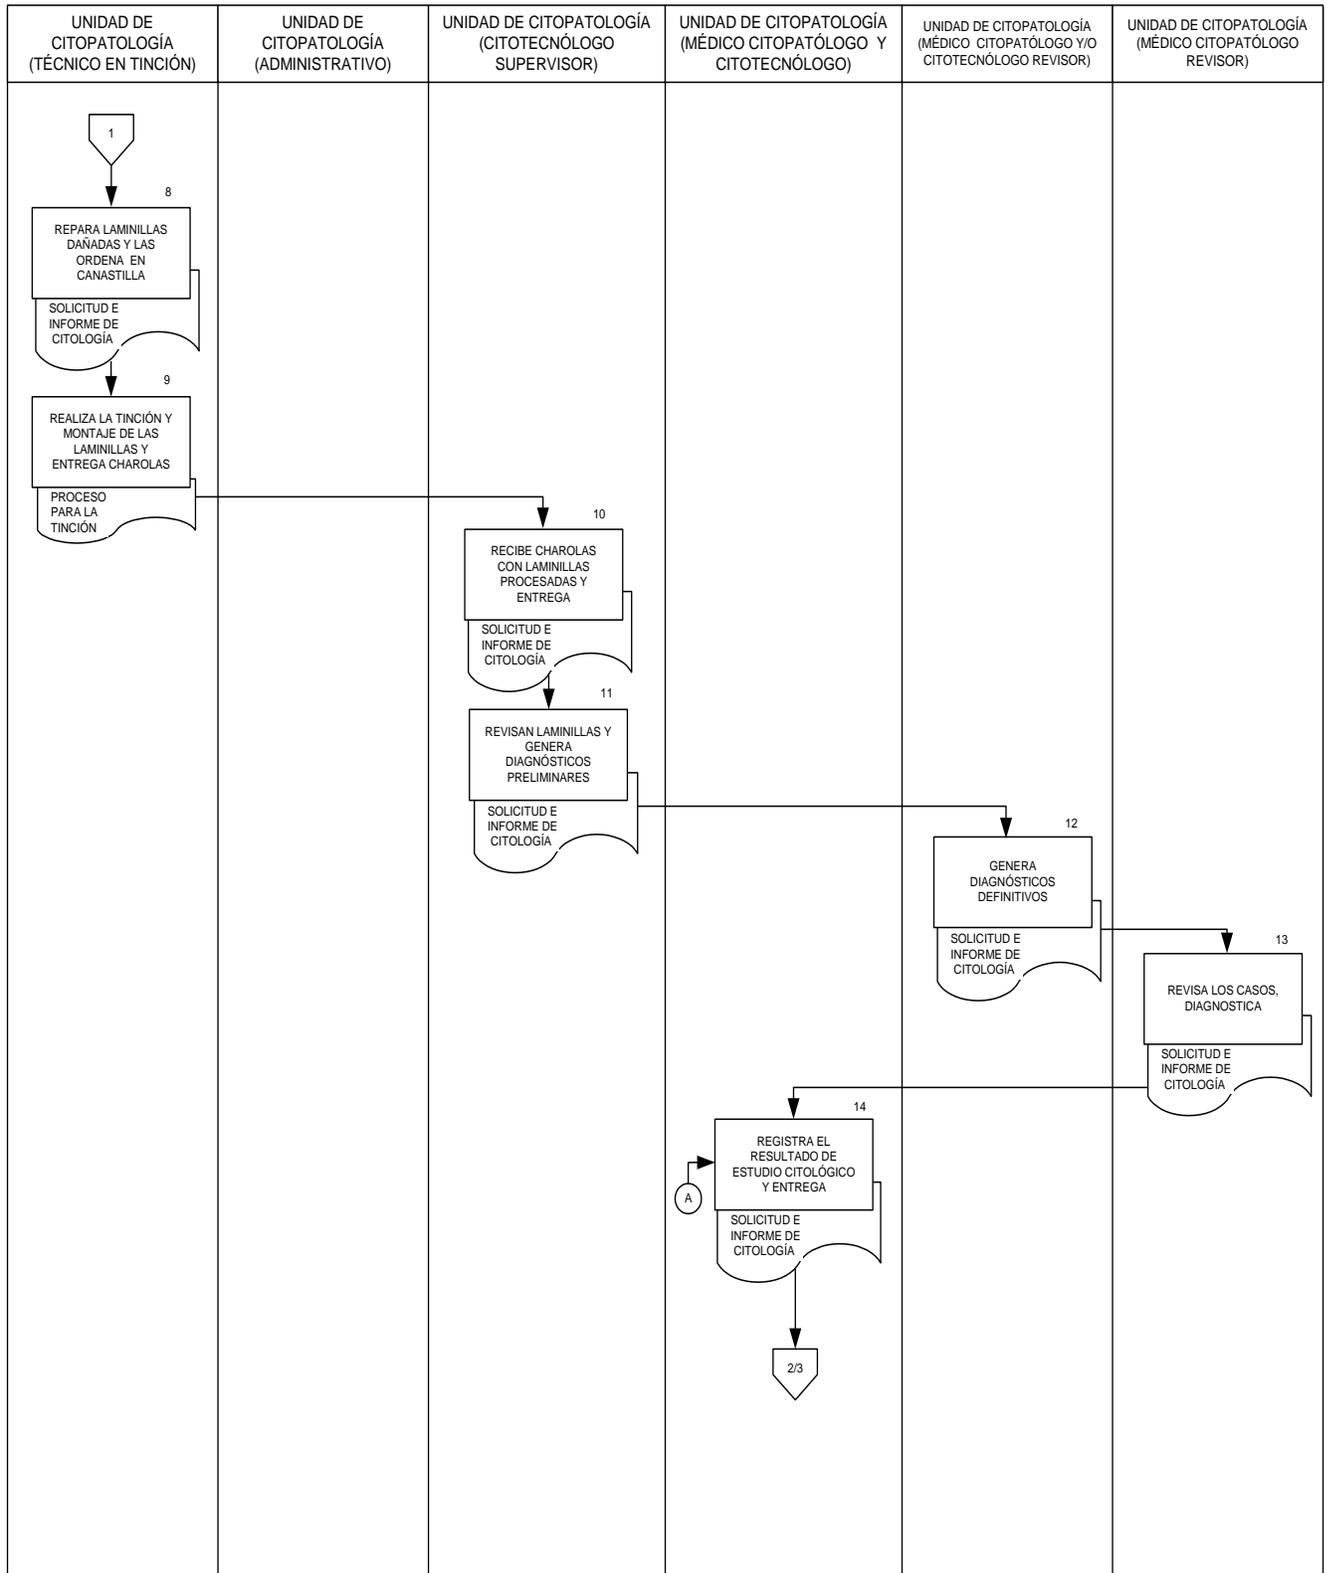 UNIDAD DE
CITOPATOLOGÍA
(TÉCNICO EN TINCIÓN)
UNIDAD DE
CITOPATOLOGÍA
(ADMINISTRATIVO)
UNIDAD DE CITOPATOLOGÍA
(CITOTECNÓLOGO
SUPERVISOR)
UNIDAD DE CITOPATOLOGÍA
(MÉDICO CITOPATÓLOGO Y
CITOTECNÓLOGO)
UNIDAD DE CITOPATOLOGÍA
(MÉDICO CITOPATÓLOGO Y/O
CITOTECNÓLOGO REVISOR)
UNIDAD DE CITOPATOLOGÍA
(MÉDICO CITOPATÓLOGO
REVISOR)
1
8
REPARA LAMINILLAS
DAÑADAS Y LAS
ORDENA EN
CANASTILLA
SOLICITUD E
INFORME DE
CITOLOGÍA
9
REALIZA LA TINCIÓN Y
MONTAJE DE LAS
LAMINILLAS Y
ENTREGA CHAROLAS
PROCESO
PARA LA
TINCIÓN
10
RECIBE CHAROLAS
CON LAMINILLAS
PROCESADAS Y
ENTREGA
SOLICITUD E
INFORME DE
CITOLOGÍA
11
REVISAN LAMINILLAS Y
GENERA
DIAGNÓSTICOS
PRELIMINARES
SOLICITUD E
INFORME DE
CITOLOGÍA
12
GENERA
DIAGNÓSTICOS
DEFINITIVOS
SOLICITUD E
INFORME DE
CITOLOGÍA
13
REVISA LOS CASOS,
DIAGNOSTICA
SOLICITUD E
INFORME DE
CITOLOGÍA
14
REGISTRA EL
RESULTADO DE
ESTUDIO CITOLÓGICO
Y ENTREGA
A
SOLICITUD E
INFORME DE
CITOLOGÍA
2/3